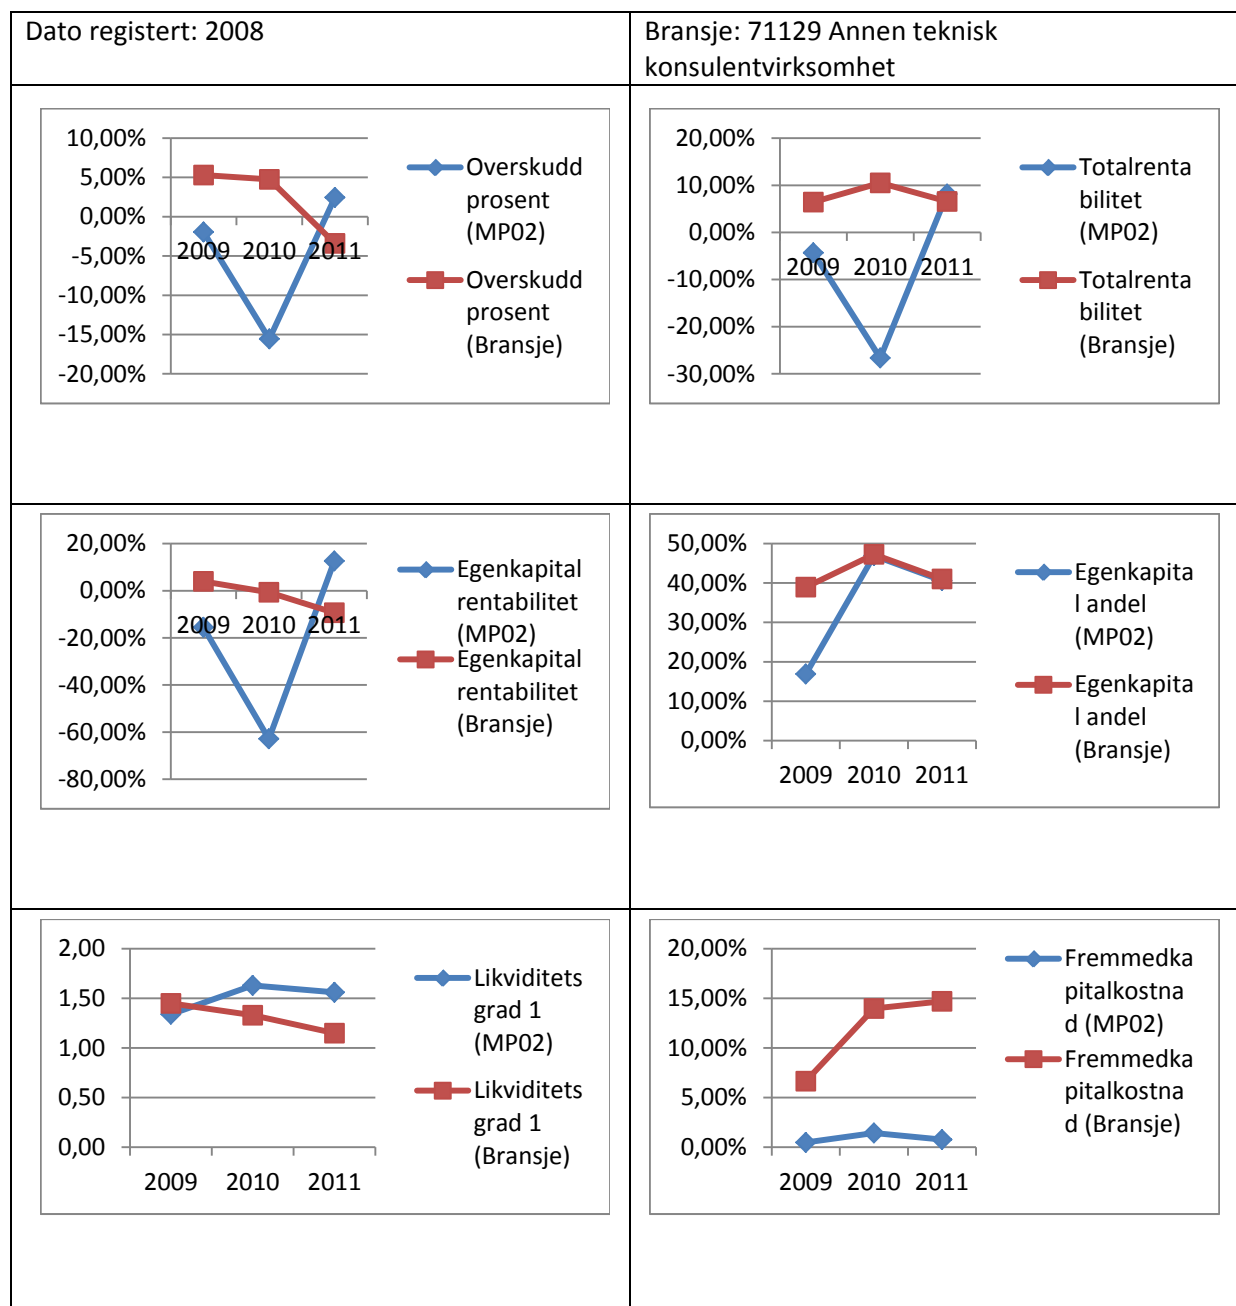 Dato registert: 2008
Bransje: 71129 Annen teknisk
konsulentvirksomhet
10,00%
5,00%
0,00%
-5,00%
-10,00%
-15,00%
-20,00%
2009 2010 2011
Overskudd
prosent
(MP02)
Overskudd
prosent
(Bransje)
20,00%
10,00%
0,00%
-10,00%
-20,00%
-30,00%
2009 2010 2011
Totalrenta
bilitet
(MP02)
Totalrenta
bilitet
(Bransje)
20,00%
0,00%
-20,00%
-40,00%
-60,00%
-80,00%
2009 2010 2011
Egenkapital
rentabilitet
(MP02)
Egenkapital
rentabilitet
(Bransje)
50,00%
40,00%
30,00%
20,00%
10,00%
0,00%
2009 2010 2011
Egenkapita
l andel
(MP02)
Egenkapita
l andel
(Bransje)
2,00
1,50
1,00
0,50
0,00
2009 2010 2011
Likviditets
grad 1
(MP02)
Likviditets
grad 1
(Bransje)
20,00%
15,00%
10,00%
5,00%
0,00%
2009 2010 2011
Fremmedka
pitalkostna
d (MP02)
Fremmedka
pitalkostna
d (Bransje)